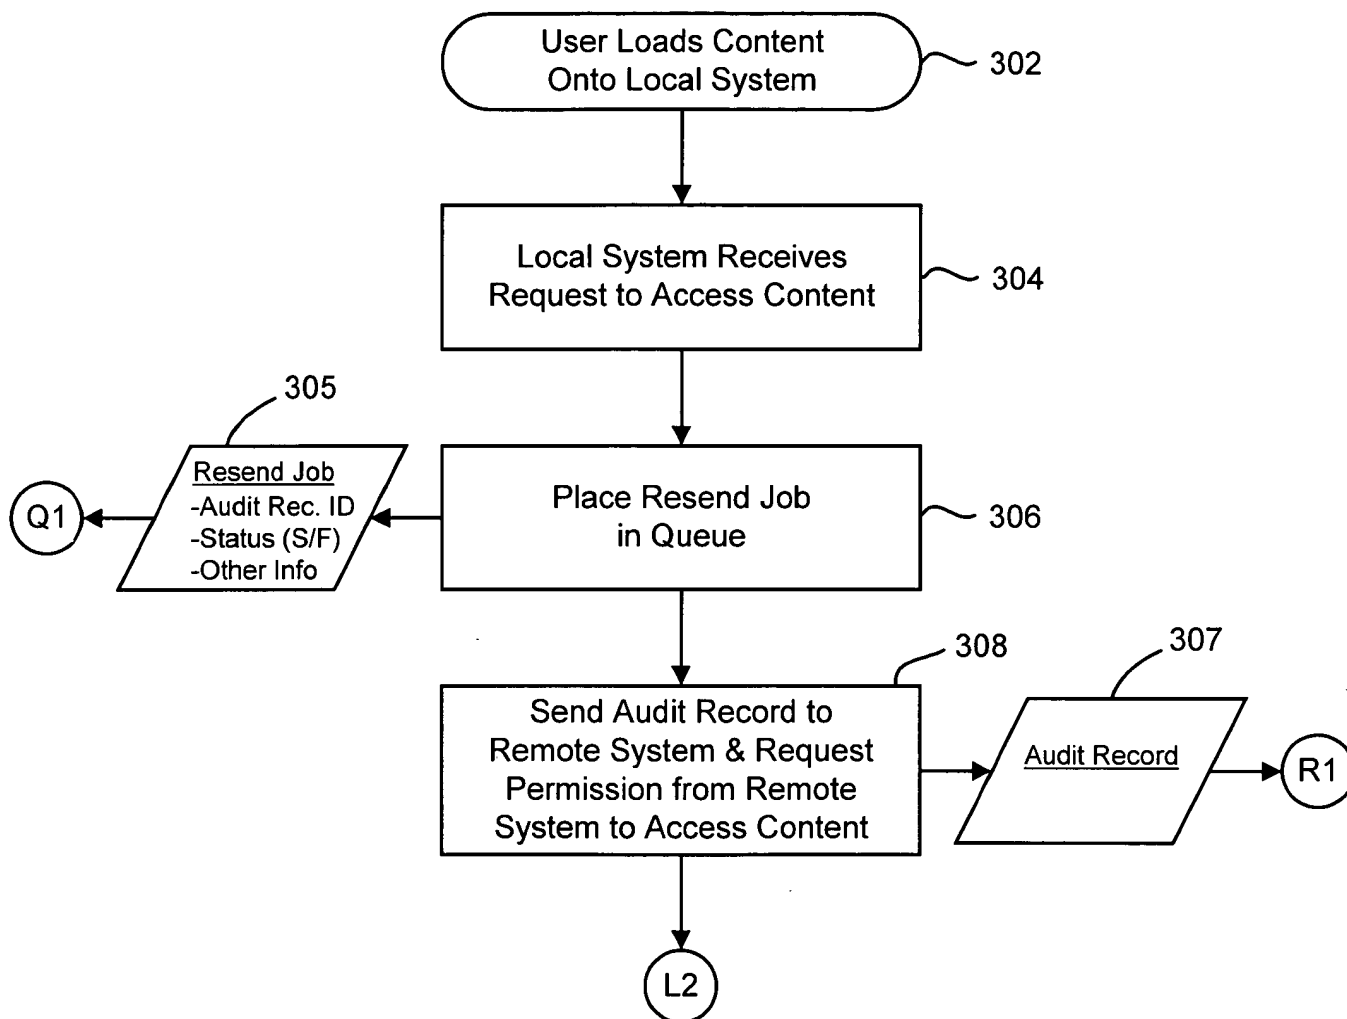 User Loads Content
Onto Local System
302
Local System Receives
Request to Access Content
304
305
Resend Job
-Audit Rec. ID
-Status (S/F)
-Other Info
Q1
Place Resend Job
in Queue
306
308
307
Send Audit Record to
Remote System & Request
Permission from Remote
System to Access Content
Audit Record
R1
L2